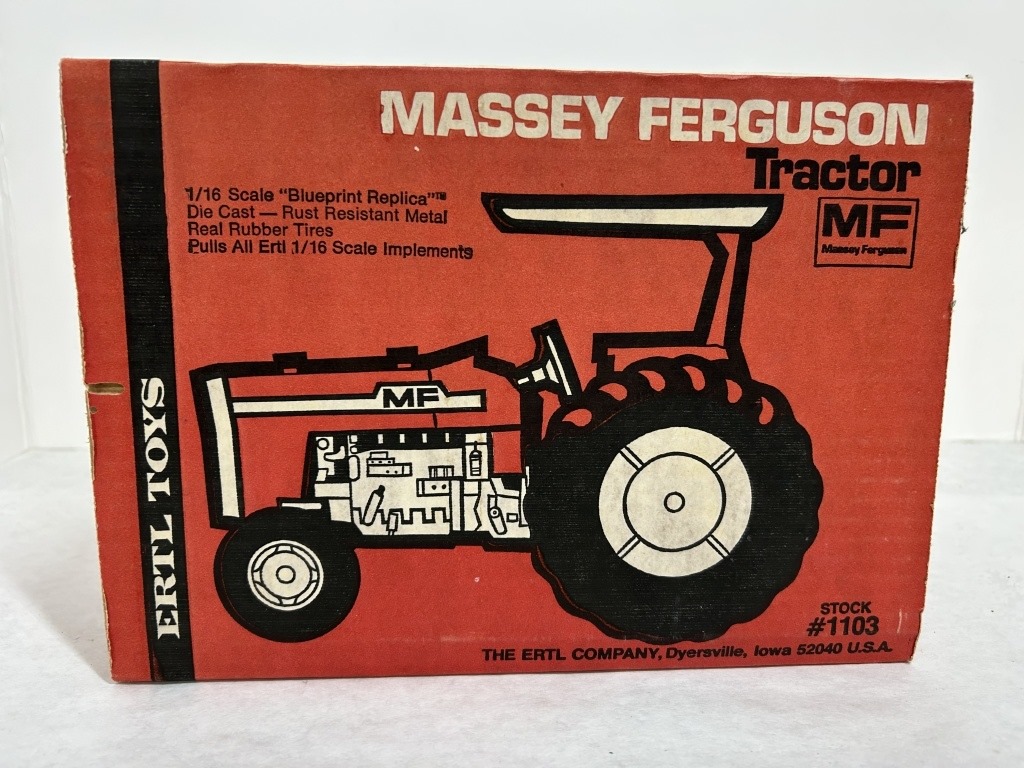 MASSEY FERGUSON
Tractor
MF
Massey Ferguson
1/16 Scale "Blueprint Replica"™
Die Cast — Rust Resistant Metal
Real Rubber Tires
Pulls All Ertl 1/16 Scale Implements
MF
ERTL TOYS
STOCK
#1103
THE ERTL COMPANY, Dyersville, Iowa 52040 U.S.A.